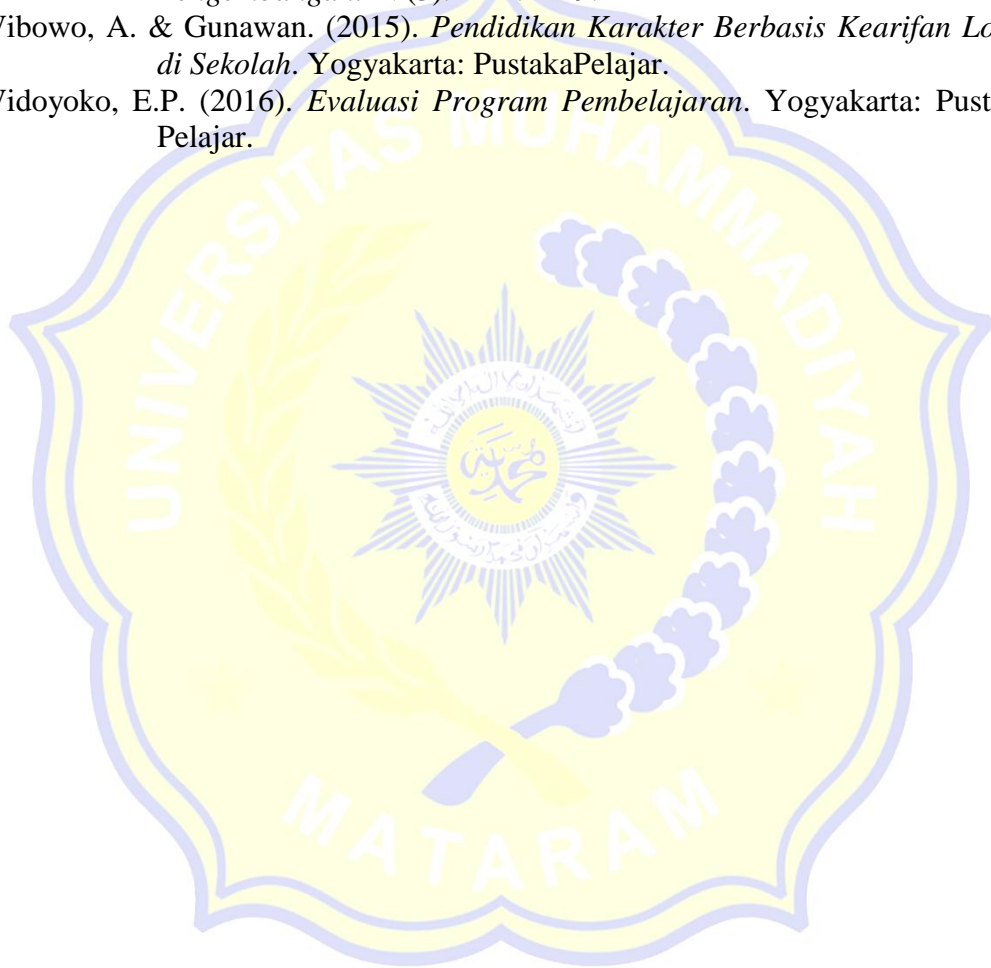 Wibowo, A. & Gunawan. (2015). Pendidikan Karakter Berbasis Kearifan Lo
di Sekolah. Yogyakarta: PustakaPelajar.
Widoyoko, E.P. (2016). Evaluasi Program Pembelajaran. Yogyakarta: Pust
Pelajar.
UNIVERSITAS MUHAMMADIYAH
MATARAM